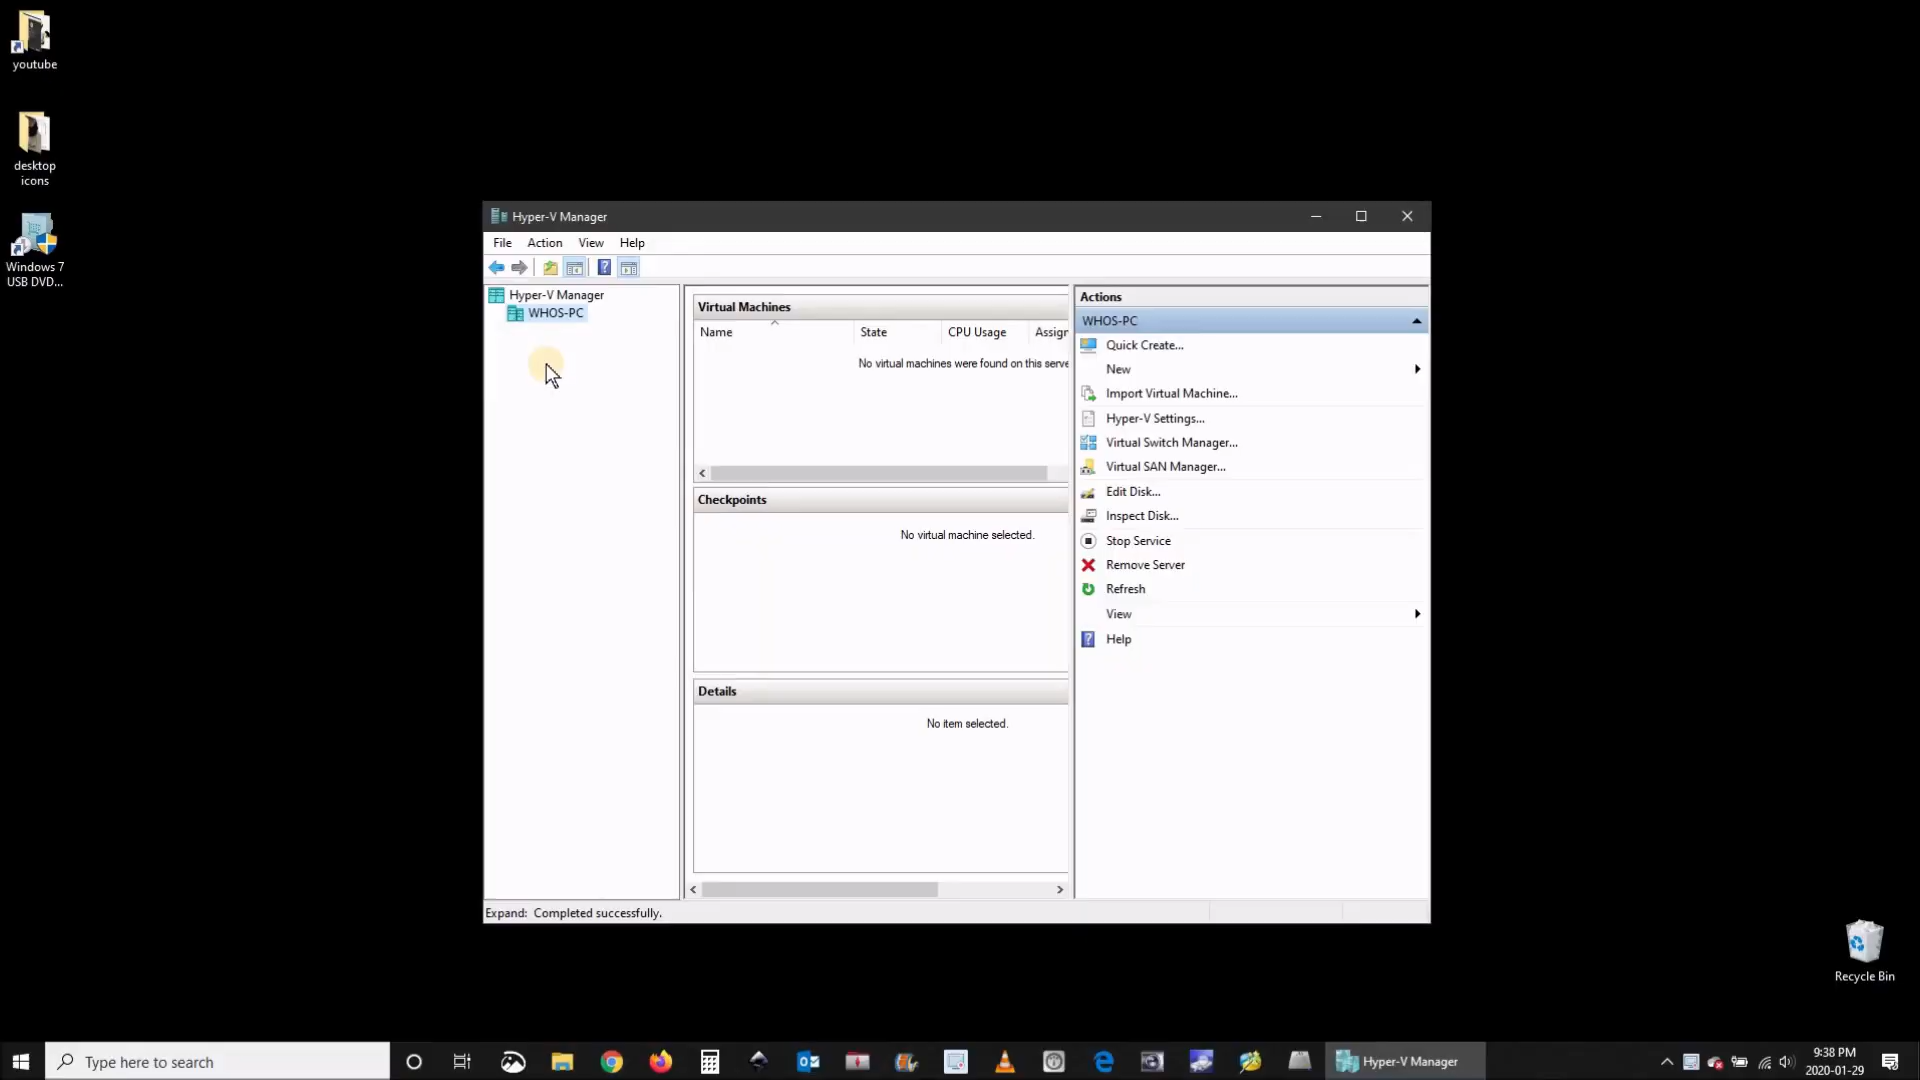 youtube
desktop
icons
Windows 7
USB DVD...
Hyper-V Manager
File Action View Help
Hyper-V Manager
WHOS-PC
Virtual Machines
Name State CPU Usage Assign
No virtual machines were found on this serve
Checkpoints
No virtual machine selected.
Details
No item selected.
Actions
WHOS-PC
Quick Create...
New
Import Virtual Machine...
Hyper-V Settings...
Virtual Switch Manager...
Virtual SAN Manager...
Edit Disk...
Inspect Disk...
Stop Service
Remove Server
Refresh
View
Help
Expand: Completed successfully.
Recycle Bin
Type here to search
Hyper-V Manager
9:38 PM
2020-01-29